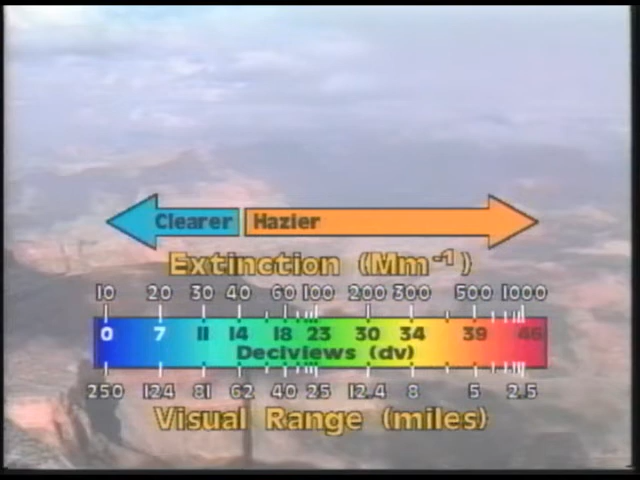 Clearer Hazier
Extinction (Mm⁻¹)
10 20 30 40 60 100 200 300 500 1000
0 7 11 14 18 23 30 34 39 46
Deciviews (dv)
250 124 81 62 40 25 12.4 8 5 2.5
Visual Range (miles)